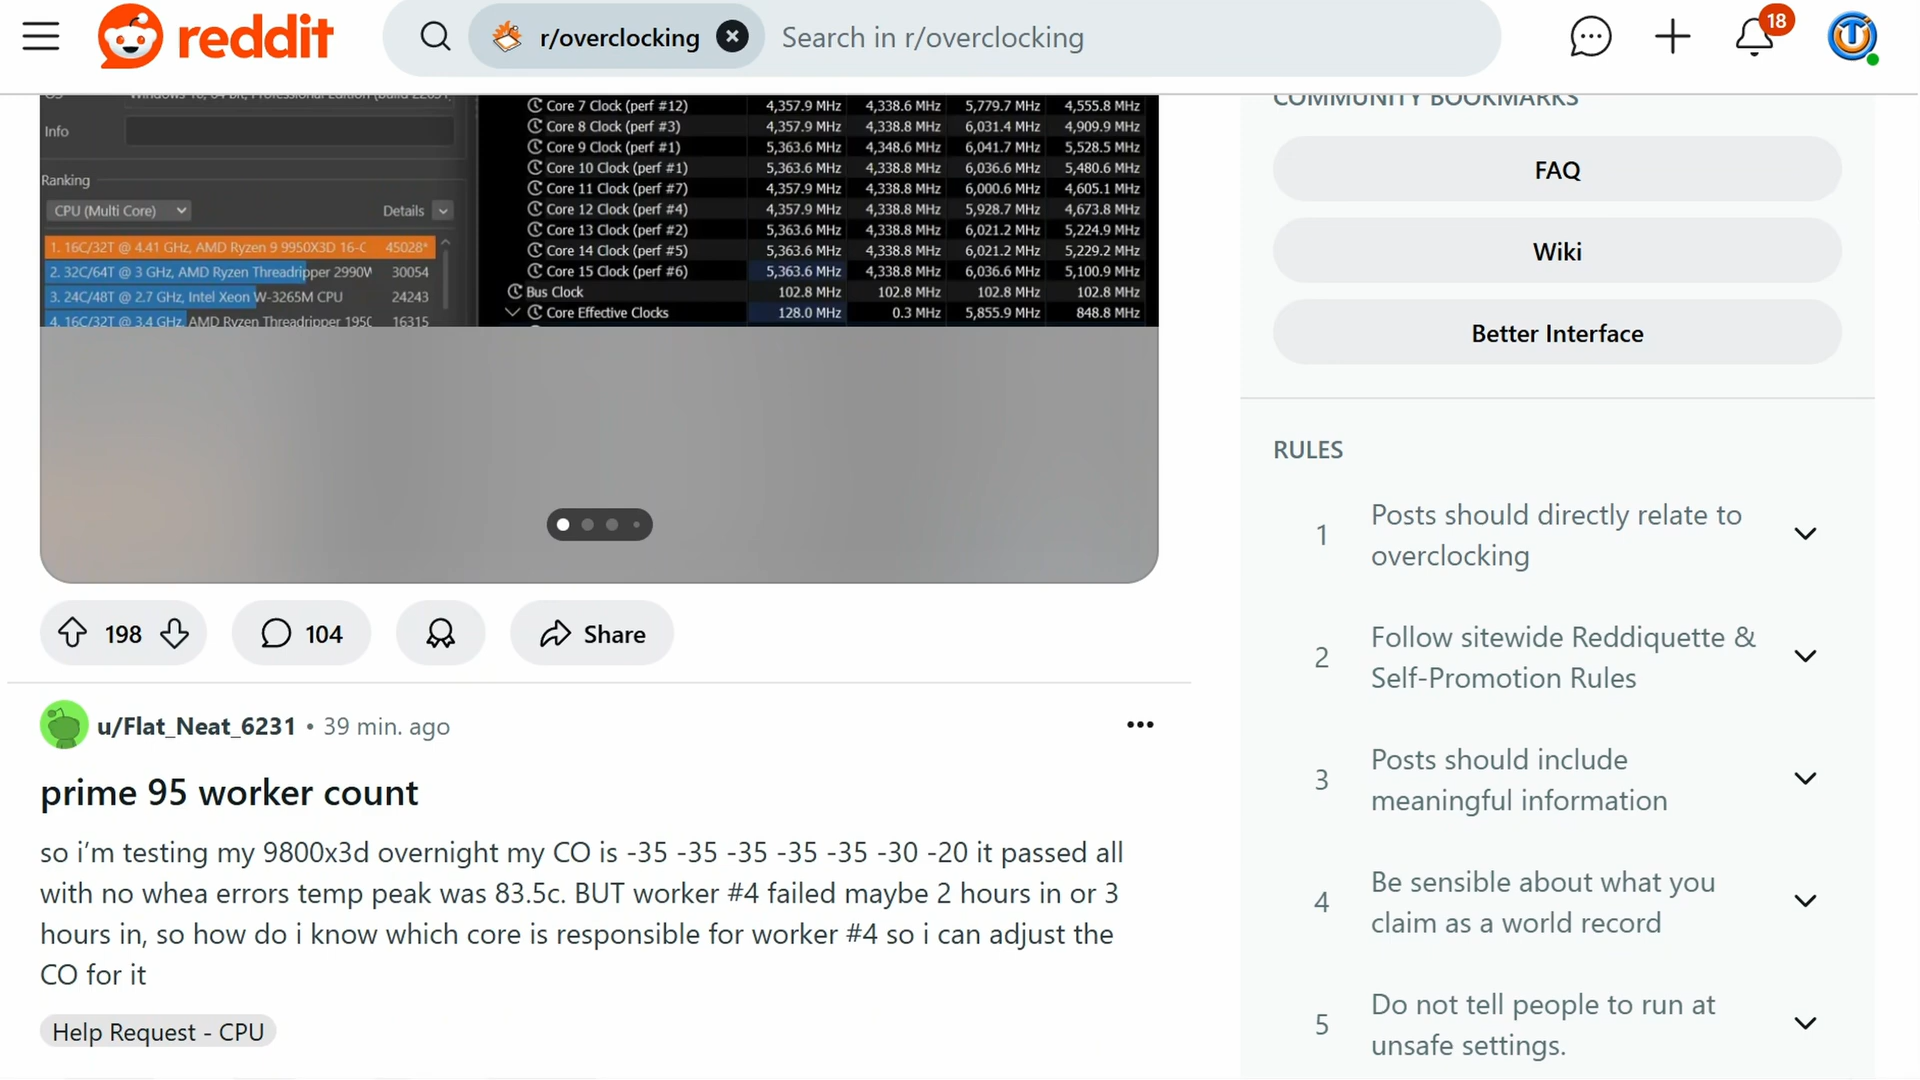 reddit
r/overclocking
Search in r/overclocking
18
Info
Ranking
CPU (Multi Core)
Details
1. 16C/32T @ 4.41 GHz, AMD Ryzen 9 9950X3D 16-C 45028*
2. 32C/64T @ 3 GHz, AMD Ryzen Threadripper 2990W 30054
3. 24C/48T @ 2.7 GHz, Intel Xeon W-3265M CPU 24243
4. 16C/32T @ 3.4 GHz, AMD Ryzen Threadripper 1950 16315
Core 7 Clock (perf #12) 4,357.9 MHz 4,338.6 MHz 5,779.7 MHz 4,555.8 MHz
Core 8 Clock (perf #3) 4,357.9 MHz 4,338.8 MHz 6,031.4 MHz 4,909.9 MHz
Core 9 Clock (perf #1) 5,363.6 MHz 4,348.6 MHz 6,041.7 MHz 5,528.5 MHz
Core 10 Clock (perf #1) 5,363.6 MHz 4,338.8 MHz 6,036.6 MHz 5,480.6 MHz
Core 11 Clock (perf #7) 4,357.9 MHz 4,338.8 MHz 6,000.6 MHz 4,605.1 MHz
Core 12 Clock (perf #4) 4,357.9 MHz 4,338.8 MHz 5,928.7 MHz 4,673.8 MHz
Core 13 Clock (perf #2) 5,363.6 MHz 4,338.8 MHz 6,021.2 MHz 5,224.9 MHz
Core 14 Clock (perf #5) 5,363.6 MHz 4,338.8 MHz 6,021.2 MHz 5,229.2 MHz
Core 15 Clock (perf #6) 5,363.6 MHz 4,338.8 MHz 6,036.6 MHz 5,100.9 MHz
Bus Clock 102.8 MHz 102.8 MHz 102.8 MHz 102.8 MHz
Core Effective Clocks 128.0 MHz 0.3 MHz 5,855.9 MHz 848.8 MHz
198
104
Share
u/Flat_Neat_6231 • 39 min. ago
prime 95 worker count
so i’m testing my 9800x3d overnight my CO is -35 -35 -35 -35 -35 -30 -20 it passed all
with no whea errors temp peak was 83.5c. BUT worker #4 failed maybe 2 hours in or 3
hours in, so how do i know which core is responsible for worker #4 so i can adjust the
CO for it
Help Request - CPU
COMMUNITY BOOKMARKS
FAQ
Wiki
Better Interface
RULES
1 Posts should directly relate to
overclocking
2 Follow sitewide Reddiquette &
Self-Promotion Rules
3 Posts should include
meaningful information
4 Be sensible about what you
claim as a world record
5 Do not tell people to run at
unsafe settings.